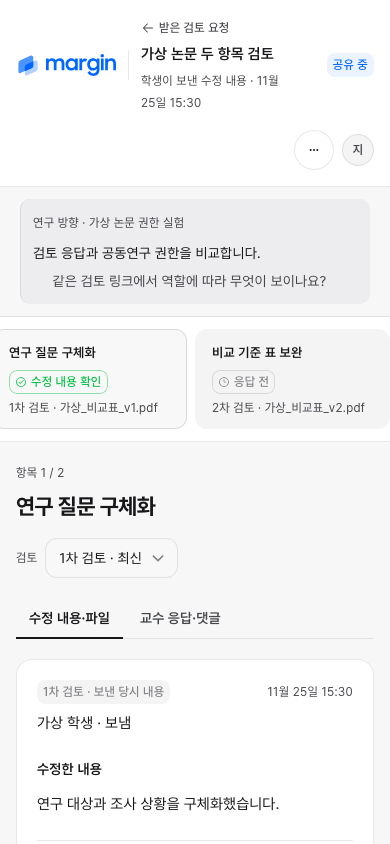 ← 받은 검토 요청
margin
가상 논문 두 항목 검토
학생이 보낸 수정 내용 · 11월
25일 15:30
공유 중
···
지
연구 방향 · 가상 논문 권한 실험
검토 응답과 공동연구 권한을 비교합니다.
같은 검토 링크에서 역할에 따라 무엇이 보이나요?
연구 질문 구체화
수정 내용 확인
1차 검토 · 가상_비교표_v1.pdf
비교 기준 표 보완
응답 전
2차 검토 · 가상_비교표_v2.pdf
항목 1 / 2
연구 질문 구체화
검토
1차 검토 · 최신
수정 내용·파일
교수 응답·댓글
1차 검토 · 보낸 당시 내용
11월 25일 15:30
가상 학생 · 보냄
수정한 내용
연구 대상과 조사 상황을 구체화했습니다.